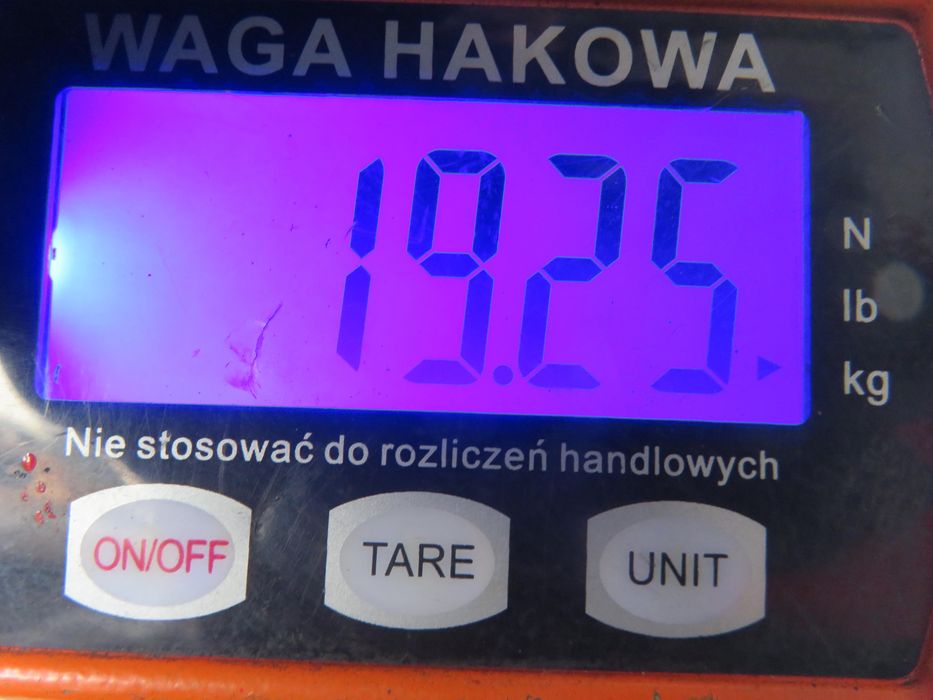 WAGA HAKOWA
19.25
N
lb
kg
Nie stosować do rozliczeń handlowych
ON/OFF TARE UNIT